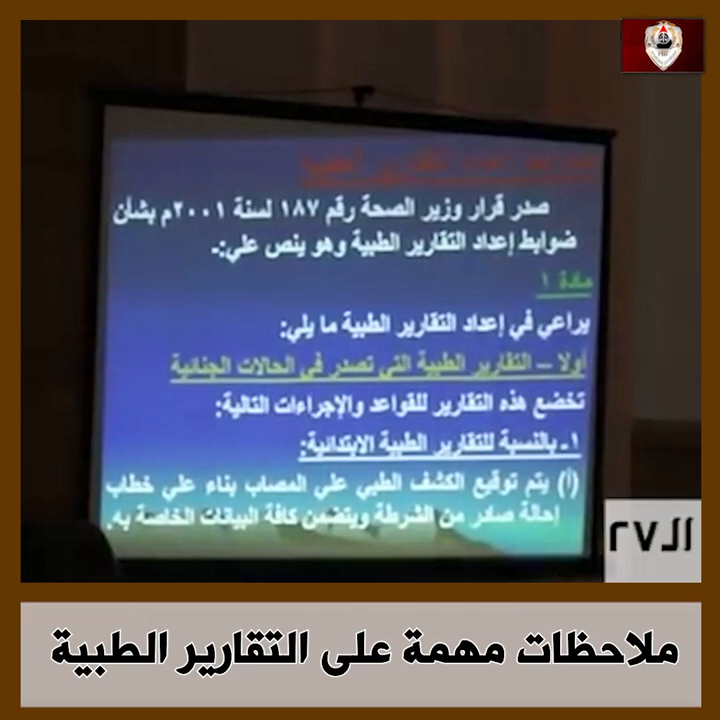 صدر قرار وزير الصحة رقم ١٨٧ لسنة ٢٠٠١م بشأن
ضوابط إعداد التقارير الطبية وهو ينص علي:-
مادة ١
يراعي في إعداد التقارير الطبية ما يلي:
أولا – التقارير الطبية التي تصدر في الحالات الجنائية
تخضع هذه التقارير للقواعد والإجراءات التالية:
١- بالنسبة للتقارير الطبية الابتدائية:
(أ) يتم توقيع الكشف الطبي علي المصاب بناء علي خطاب
إحالة صادر من الشرطة ويتضمن كافة البيانات الخاصة به.
الـ٢٧
ملاحظات مهمة على التقارير الطبية